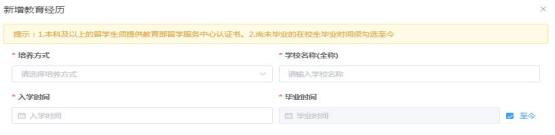 新增教育经历 ×
提示：1.本科及以上的留学生须提供教育部留学服务中心认证书。2.尚未毕业的在校生毕业时间须勾选至今
* 培养方式 * 学校名称(全称)
请选择培养方式 请输入学校名称
* 入学时间 * 毕业时间
入学时间 毕业时间 至今